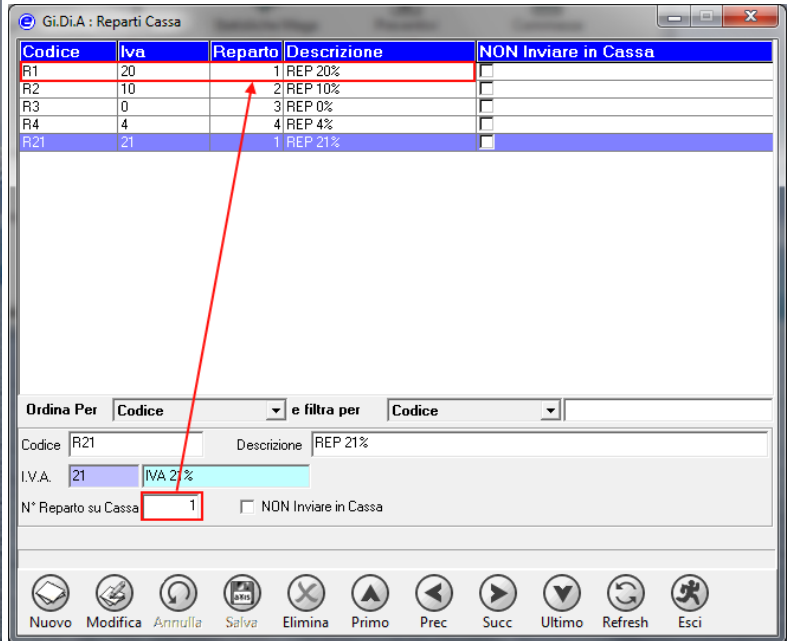 Gi.Di.A : Reparti Cassa
Codice Iva Reparto Descrizione NON Inviare in Cassa
R1 20 1 REP 20%
R2 10 2 REP 10%
R3 0 3 REP 0%
R4 4 4 REP 4%
R21 21 1 REP 21%
Ordina Per Codice e filtra per Codice
Codice R21 Descrizione REP 21%
I.V.A. 21 IVA 21%
N° Reparto su Cassa 1 NON Inviare in Cassa
Nuovo Modifica Annulla Salva Elimina Primo Prec Succ Ultimo Refresh Esci